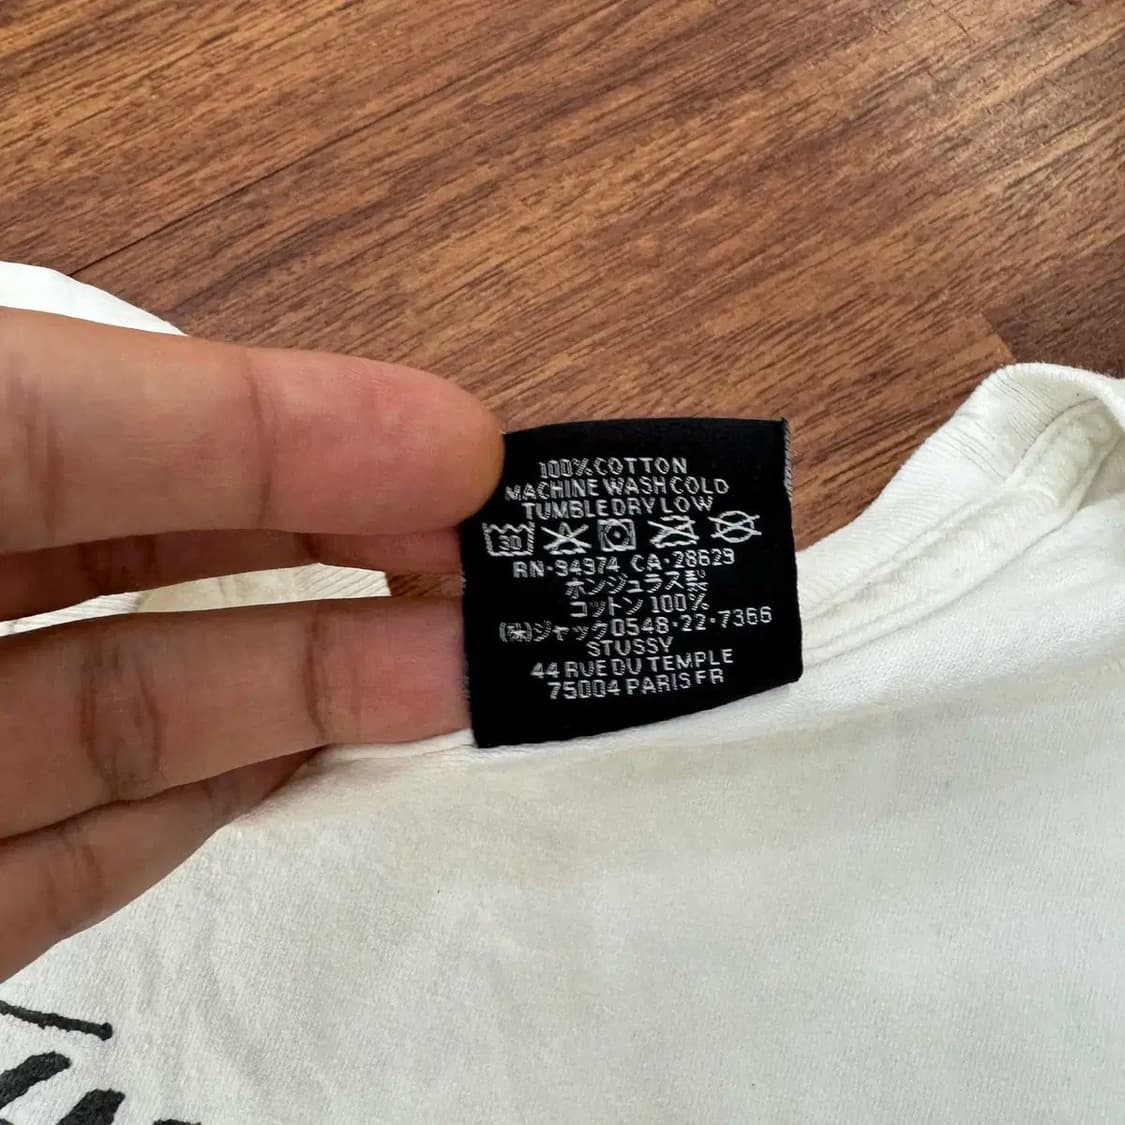 100% COTTON
MACHINE WASH COLD
TUMBLE DRY LOW
30
RN-94974 CA-28629
ホンジュラス製
コットン 100%
(株)ジャック0548-22-7366
STUSSY
44 RUE DU TEMPLE
75004 PARIS FR